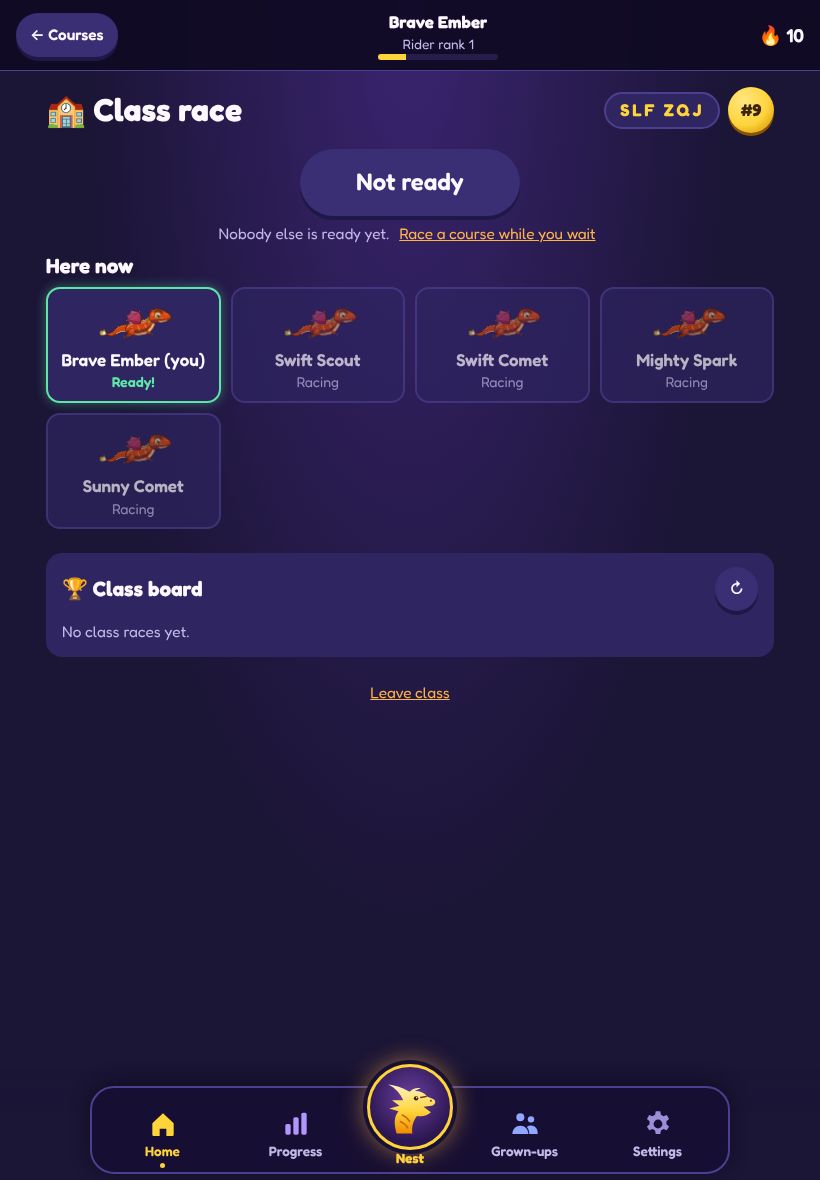 ← Courses
Brave Ember
Rider rank 1
10
Class race
SLF ZQJ
#9
Not ready
Nobody else is ready yet. Race a course while you wait
Here now
Brave Ember (you)
Ready!
Swift Scout
Racing
Swift Comet
Racing
Mighty Spark
Racing
Sunny Comet
Racing
Class board
No class races yet.
Leave class
Home
Progress
Nest
Grown-ups
Settings